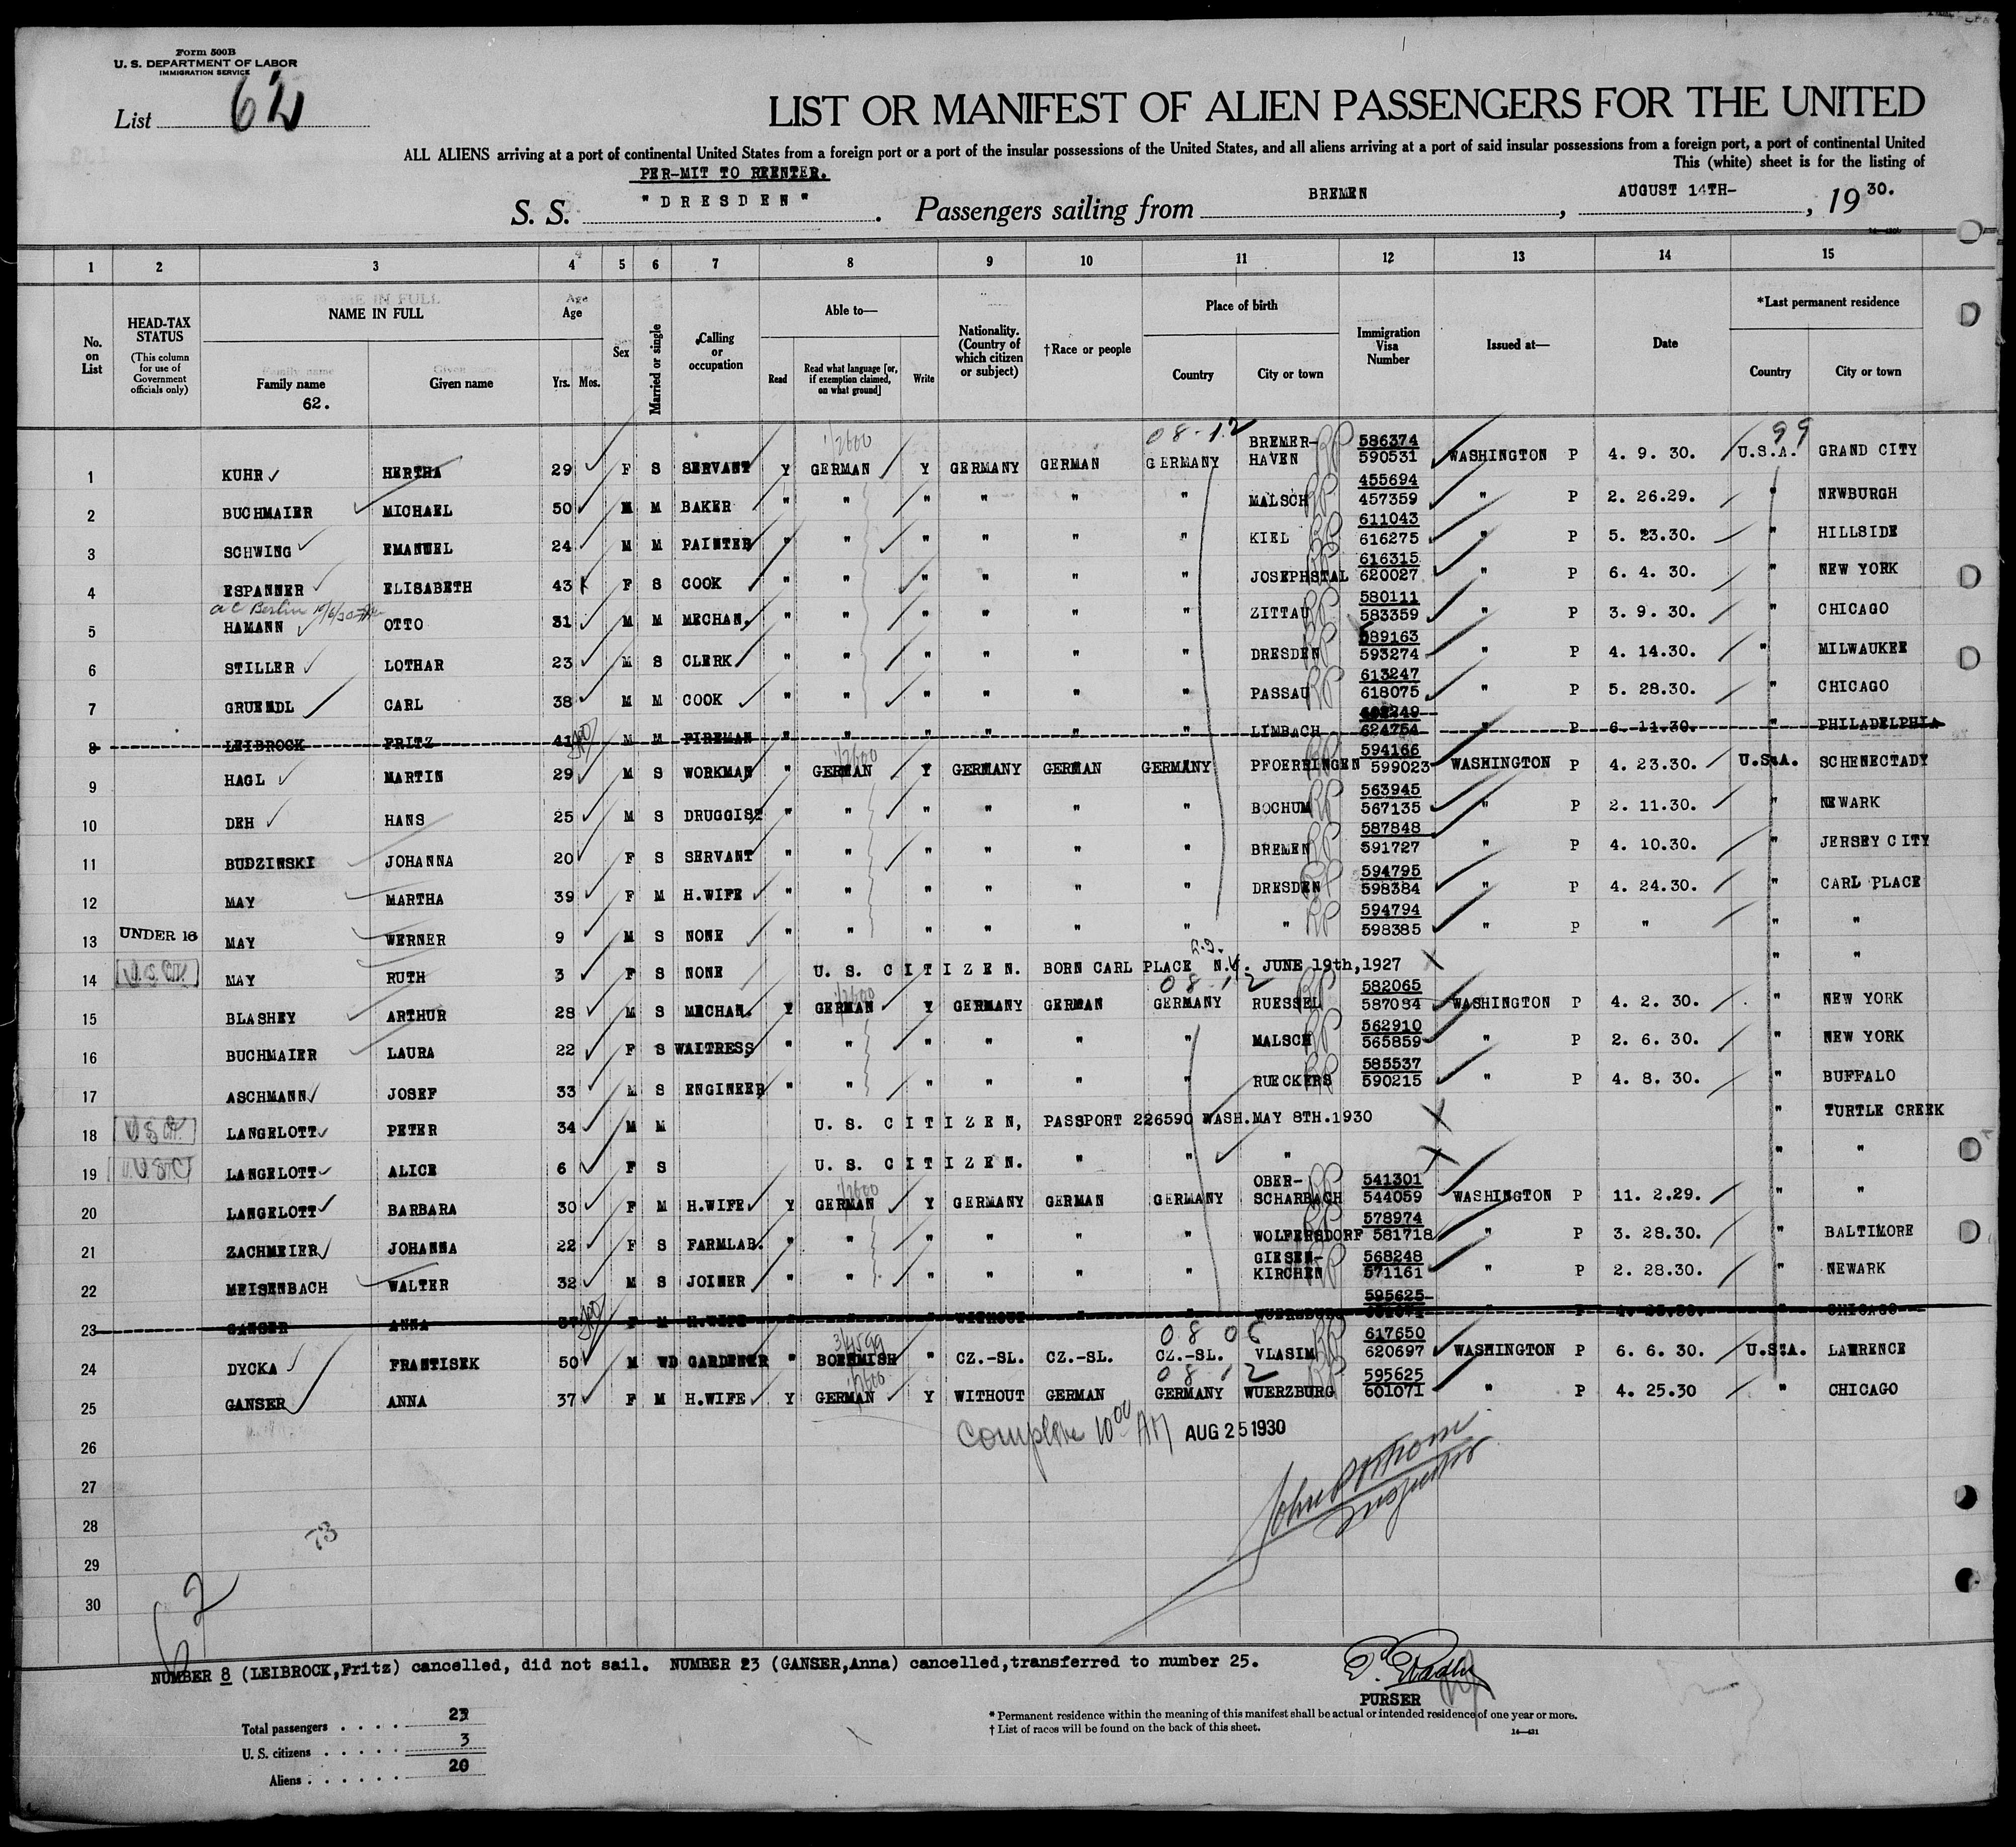 Form 500B
U. S. DEPARTMENT OF LABOR
IMMIGRATION SERVICE
List 62
LIST OR MANIFEST OF ALIEN PASSENGERS FOR THE UNITED
ALL ALIENS arriving at a port of continental United States from a foreign port or a port of the insular possessions of the United States, and all aliens arriving at a port of said insular possessions from a foreign port, a port of continental United
This (white) sheet is for the listing of
PER-MIT TO REENTER.
S. S. "DRESDEN" . Passengers sailing from BREMEN , AUGUST 14TH- , 19 30.
1 2 3 4 5 6 7 8 9 10 11 12 13 14 15
No. on List
HEAD-TAX STATUS
(This column for use of Government officials only)
NAME IN FULL
Family name
62.
Given name
Age
Yrs. Mos.
Sex
Married or single
Calling or occupation
Able to—
Read
Read what language [or, if exemption claimed, on what ground]
Write
Nationality. (Country of which citizen or subject)
†Race or people
Place of birth
Country
City or town
Immigration Visa Number
Issued at—
Date
*Last permanent residence
Country
City or town
08-12
99
1 KUHR HERTHA 29 F S SERVANT Y GERMAN Y GERMANY GERMAN GERMANY BREMER-HAVEN 586374 590531 WASHINGTON P 4. 9. 30. U.S.A. GRAND CITY
2 BUCHMAIER MICHAEL 50 M M BAKER " " " " " " MALSCH 455694 457359 " P 2. 26.29. " NEWBURGH
3 SCHWING EMANUEL 24 M M PAINTER " " " " " " KIEL 611043 616275 " P 5. 23.30. " HILLSIDE
4 ESPANNER ELISABETH 43 F S COOK " " " " " " JOSEPHSTAL 616315 620027 " P 6. 4. 30. " NEW YORK
5 HAMANN OTTO 31 M M MECHAN. " " " " " " ZITTAU 580111 583359 " P 3. 9. 30. " CHICAGO
6 STILLER LOTHAR 23 M S CLERK " " " " " " DRESDEN 589163 593274 " P 4. 14.30. " MILWAUKEE
7 GRUENDL CARL 38 M M COOK " " " " " " PASSAU 613247 618075 " P 5. 28.30. " CHICAGO
8 LEIBROCK FRITZ 41 M M FIREMAN " " " " " " LIMBACH 624754 " P 6. 11.30. " PHILADELPHIA
9 HAGL MARTIN 29 M S WORKMAN " GERMAN Y GERMANY GERMAN GERMANY PFOERRINGEN 594166 599023 WASHINGTON P 4. 23.30. U.S.A. SCHENECTADY
10 DEH HANS 25 M S DRUGGIST " " " " " " BOCHUM 563945 567135 " P 2. 11.30. " NEWARK
11 BUDZINSKI JOHANNA 20 F S SERVANT " " " " " " BREMEN 587848 591727 " P 4. 10.30. " JERSEY CITY
12 MAY MARTHA 39 F M H.WIFE " " " " " " DRESDEN 594795 598384 " P 4. 24.30. " CARL PLACE
13 UNDER 16 MAY WERNER 9 M S NONE " " " " " " " 594794 598385 " P " " "
14 U.S. Cit. MAY RUTH 3 F S NONE U. S. CITIZEN. BORN CARL PLACE N.Y. JUNE 19th,1927 " "
08-12
15 BLASHEY ARTHUR 28 M S MECHAN. Y GERMAN Y GERMANY GERMAN GERMANY RUESSEL 582065 587084 WASHINGTON P 4. 2. 30. " NEW YORK
16 BUCHMAIER LAURA 22 F S WAITRESS " " " " " " MALSCH 562910 565859 " P 2. 6. 30. " NEW YORK
17 ASCHMANN JOSEF 33 M S ENGINEER " " " " " " RUECKERS 585537 590215 " P 4. 8. 30. " BUFFALO
18 LANGELOTT PETER 34 M M U. S. CITIZEN, PASSPORT 226590 WASH.MAY 8TH.1930 " TURTLE CREEK
19 LANGELOTT ALICE 6 F S U. S. CITIZEN. " " " " "
20 LANGELOTT BARBARA 30 F M H.WIFE Y GERMAN Y GERMANY GERMAN GERMANY OBER-SCHARBACH 541301 544059 WASHINGTON P 11. 2.29. " "
21 ZACHMEIER JOHANNA 22 F S FARMLAB. " " " " " " WOLFERSDORF 578974 581718 " P 3. 28.30. " BALTIMORE
22 MEISENBACH WALTER 32 M S JOINER " " " " " " GIESEN-KIRCHEN 568248 571161 " P 2. 28.30. " NEWARK
23 GANSER ANNA 37 F M H.WIFE " " " WITHOUT " " WUERSBURG 595625 " P 4. 25.30. " CHICAGO
24 DYCKA FRANTISEK 50 M WD GARDENER " BOEHMISH " CZ.-SL. CZ.-SL. CZ.-SL. VLASIM 617650 620697 WASHINGTON P 6. 6. 30. U.S.A. LAWRENCE
08-12
25 GANSER ANNA 37 F M H.WIFE Y GERMAN Y WITHOUT GERMAN GERMANY WUERZBURG 595625 601071 " P 4. 25.30 " CHICAGO
26 Complete 10 00 AM AUG 25 1930
27
28
29
30
Inspector
73
62
NUMBER 8 (LEIBROCK,Fritz) cancelled, did not sail. NUMBER 23 (GANSER,Anna) cancelled,transferred to number 25.
PURSER
Total passengers . . . . 23
U. S. citizens . . . . . 3
Aliens . . . . . . 20
* Permanent residence within the meaning of this manifest shall be actual or intended residence of one year or more.
† List of races will be found on the back of this sheet.
14—431